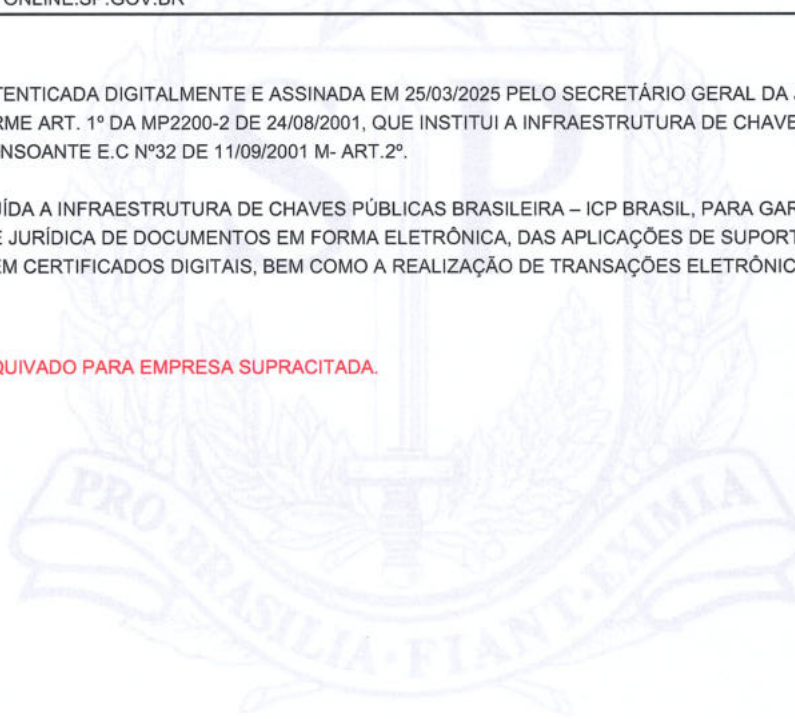 ONLINE.SP.GOV.BR
TENTICADA DIGITALMENTE E ASSINADA EM 25/03/2025 PELO SECRETÁRIO GERAL DA
RME ART. 1º DA MP2200-2 DE 24/08/2001, QUE INSTITUI A INFRAESTRUTURA DE CHAVE
NSOANTE E.C Nº32 DE 11/09/2001 M- ART.2º.
ÍDA A INFRAESTRUTURA DE CHAVES PÚBLICAS BRASILEIRA – ICP BRASIL, PARA GAR
E JURÍDICA DE DOCUMENTOS EM FORMA ELETRÔNICA, DAS APLICAÇÕES DE SUPORT
EM CERTIFICADOS DIGITAIS, BEM COMO A REALIZAÇÃO DE TRANSAÇÕES ELETRÔNIC
QUIVADO PARA EMPRESA SUPRACITADA.
SP
PRO·BRASILIA·FIANT·EXIMIA